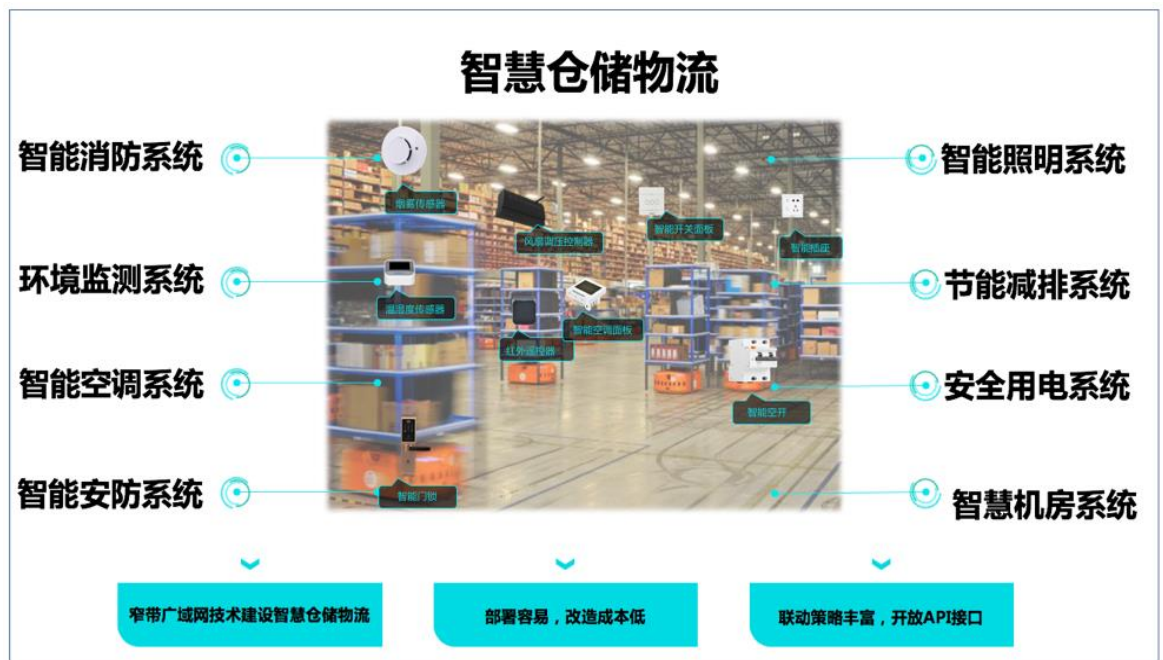 智慧仓储物流
智能消防系统
智能照明系统
烟雾传感器
风扇调压控制器
智能开关面板
智能插座
环境监测系统
节能减排系统
温湿度传感器
智能空调面板
红外遥控器
智能空调系统
安全用电系统
智能空开
智能安防系统
智能门锁
智慧机房系统
窄带广域网技术建设智慧仓储物流
部署容易，改造成本低
联动策略丰富，开放API接口